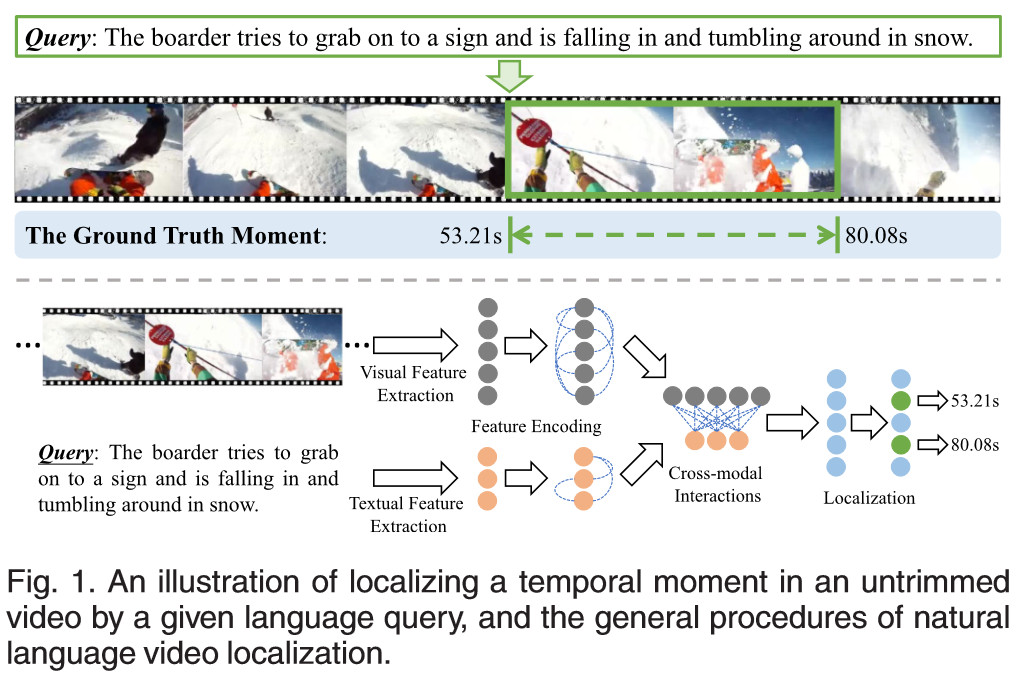 Query: The boarder tries to grab on to a sign and is falling in and tumbling around in snow.
The Ground Truth Moment:
53.21s
80.08s
Visual Feature
Extraction
Feature Encoding
53.21s
80.08s
Query: The boarder tries to grab
on to a sign and is falling in and
tumbling around in snow.
Textual Feature
Extraction
Cross-modal
Interactions
Localization
Fig. 1. An illustration of localizing a temporal moment in an untrimmed
video by a given language query, and the general procedures of natural
language video localization.